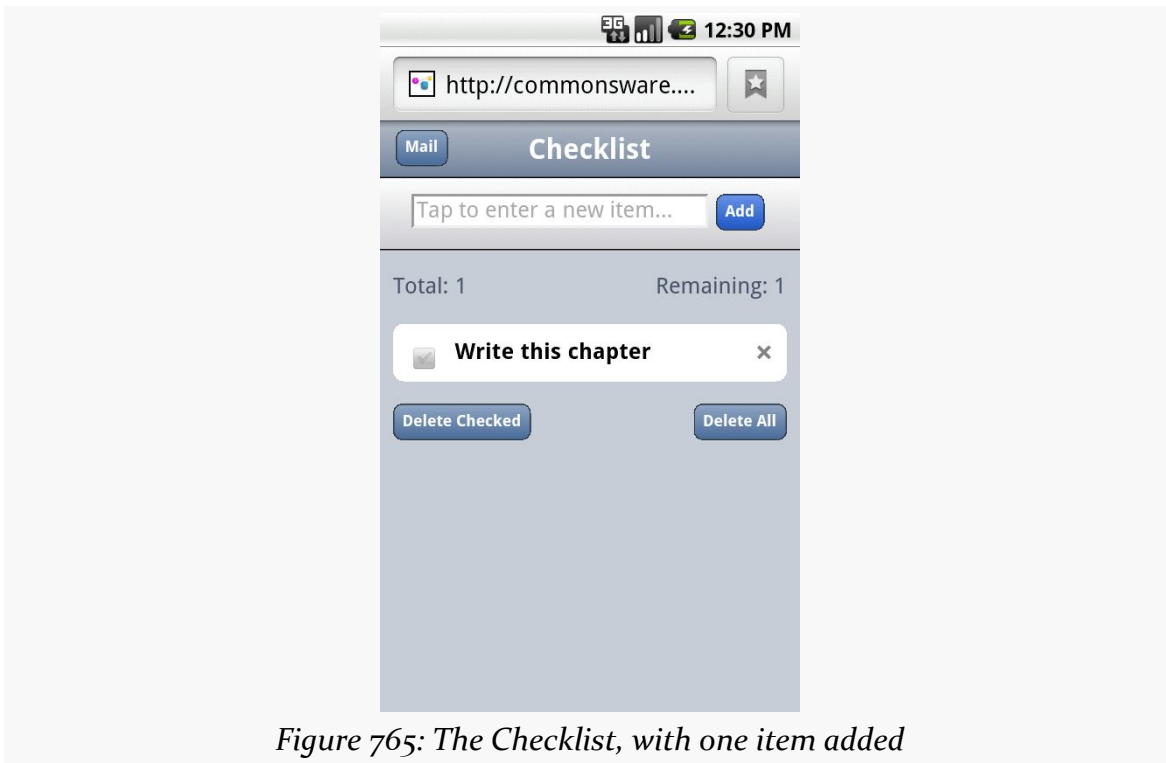 3G 12:30 PM
http://commonsware....
Mail Checklist
Tap to enter a new item... Add
Total: 1 Remaining: 1
Write this chapter ×
Delete Checked Delete All
Figure 765: The Checklist, with one item added